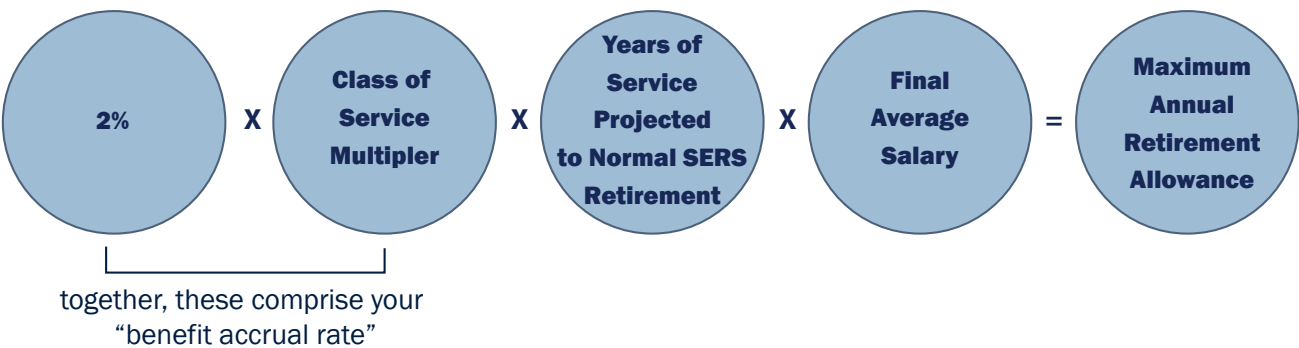 2%
X
Class of
Service
Multipler
X
Years of
Service
Projected
to Normal SERS
Retirement
X
Final
Average
Salary
=
Maximum
Annual
Retirement
Allowance
together, these comprise your
“benefit accrual rate”